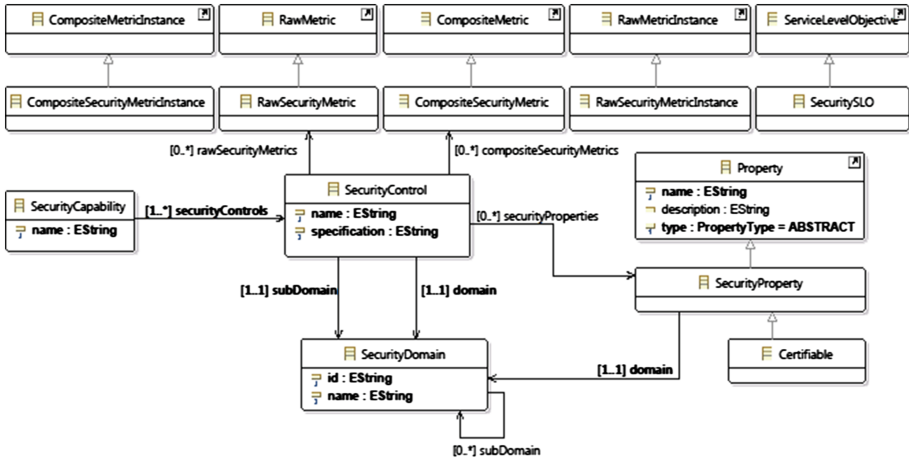 CompositeMetricInstance
RawMetric
CompositeMetric
RawMetricInstance
ServiceLevelObjective
CompositeSecurityMetricInstance
RawSecurityMetric
CompositeSecurityMetric
RawSecurityMetricInstance
SecuritySLO
[0..*] rawSecurityMetrics
[0..*] compositeSecurityMetrics
SecurityCapability
name : EString
[1..*] securityControls
SecurityControl
name : EString
specification : EString
[0..*] securityProperties
Property
name : EString
description : EString
type : PropertyType = ABSTRACT
SecurityProperty
[1..1] subDomain
[1..1] domain
SecurityDomain
id : EString
name : EString
[1..1] domain
Certifiable
[0..*] subDomain